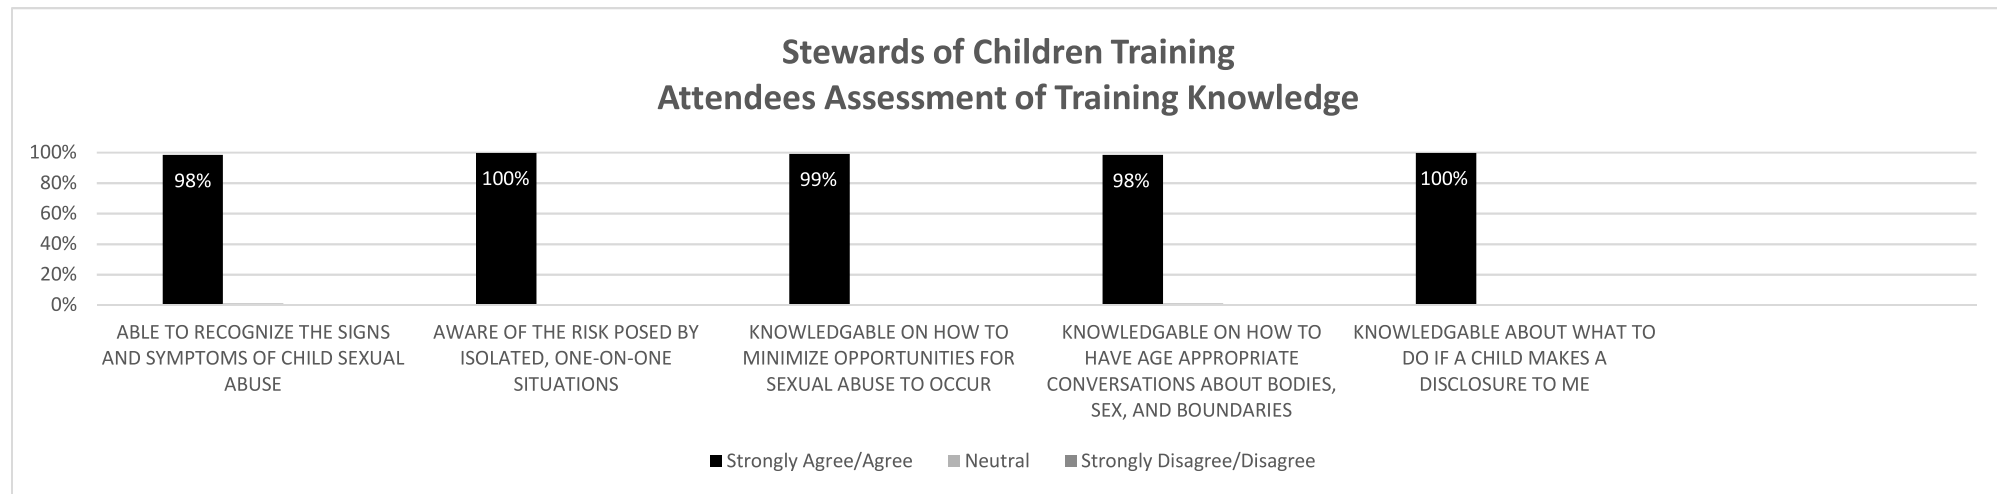 Stewards of Children Training
Attendees Assessment of Training Knowledge
100%
80%
60%
40%
20%
0%
98%
100%
99%
98%
100%
ABLE TO RECOGNIZE THE SIGNS
AND SYMPTOMS OF CHILD SEXUAL
ABUSE
AWARE OF THE RISK POSED BY
ISOLATED, ONE-ON-ONE
SITUATIONS
KNOWLEDGABLE ON HOW TO
MINIMIZE OPPORTUNITIES FOR
SEXUAL ABUSE TO OCCUR
KNOWLEDGABLE ON HOW TO
HAVE AGE APPROPRIATE
CONVERSATIONS ABOUT BODIES,
SEX, AND BOUNDARIES
KNOWLEDGABLE ABOUT WHAT TO
DO IF A CHILD MAKES A
DISCLOSURE TO ME
Strongly Agree/Agree
Neutral
Strongly Disagree/Disagree